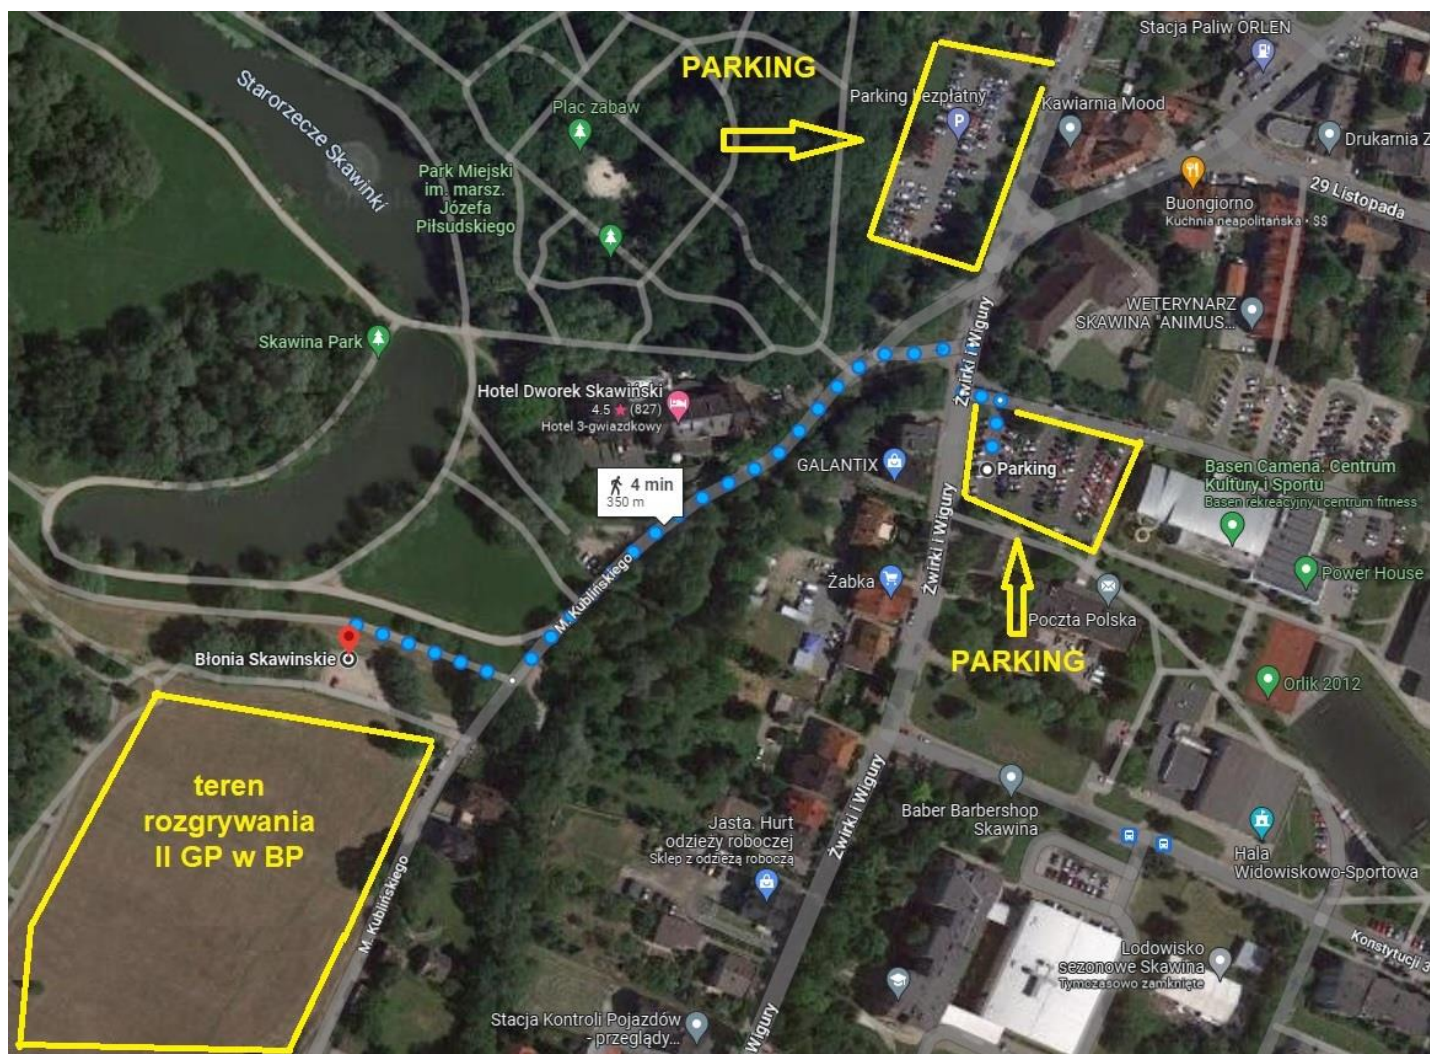 Stacja Paliw ORLEN
PARKING
Starorzecze Skawinki
Plac zabaw
Parking bezpłatny
Kawiarnia Mood
Drukarnia Z
Park Miejski
im. marsz.
Józefa
Piłsudskiego
29 Listopada
Buongiorno
Kuchnia neapolitańska • $$
WETERYNARZ
SKAWINA "ANIMUS...
Skawina Park
Żwirki i Wigury
Hotel Dworek Skawiński
4.5 ★ (827)
Hotel 3-gwiazdkowy
GALANTIX
Parking
Basen Camena. Centrum
Kultury i Sportu
Basen rekreacyjny i centrum fitness
4 min
350 m
Żwirki i Wigury
Power House
Żabka
M. Kublińskiego
Poczta Polska
PARKING
Błonia Skawinskie
Orlik 2012
teren
rozgrywania
II GP w BP
Żwirki i Wigury
Baber Barbershop
Skawina
Jasta. Hurt
odzieży roboczej
Sklep z odzieżą roboczą
Hala
Widowiskowo-Sportowa
M. Kublińskiego
Konstytucji 3
Lodowisko
sezonowe Skawina
Tymczasowo zamknięte
Stacja Kontroli Pojazdów
- przeglądy...
Wigury